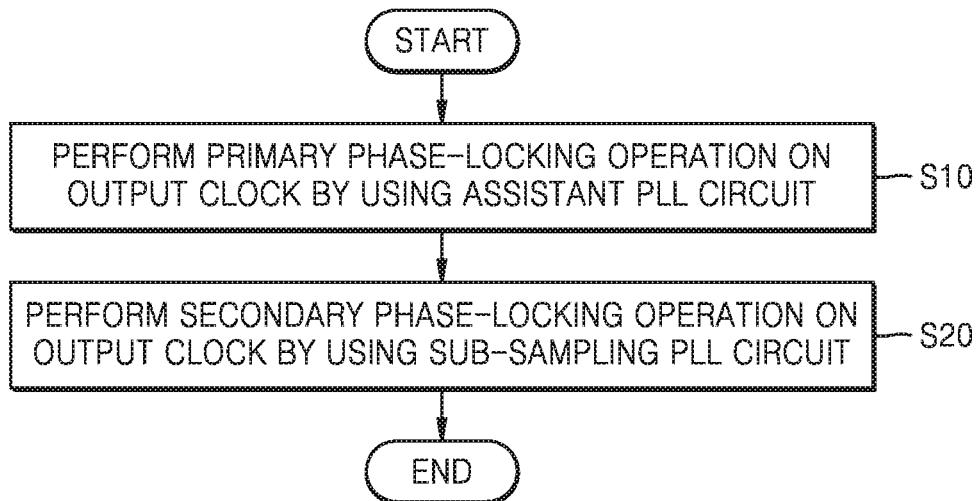 START
PERFORM PRIMARY PHASE-LOCKING OPERATION ON
OUTPUT CLOCK BY USING ASSISTANT PLL CIRCUIT
S10
PERFORM SECONDARY PHASE-LOCKING OPERATION ON
OUTPUT CLOCK BY USING SUB-SAMPLING PLL CIRCUIT
S20
END